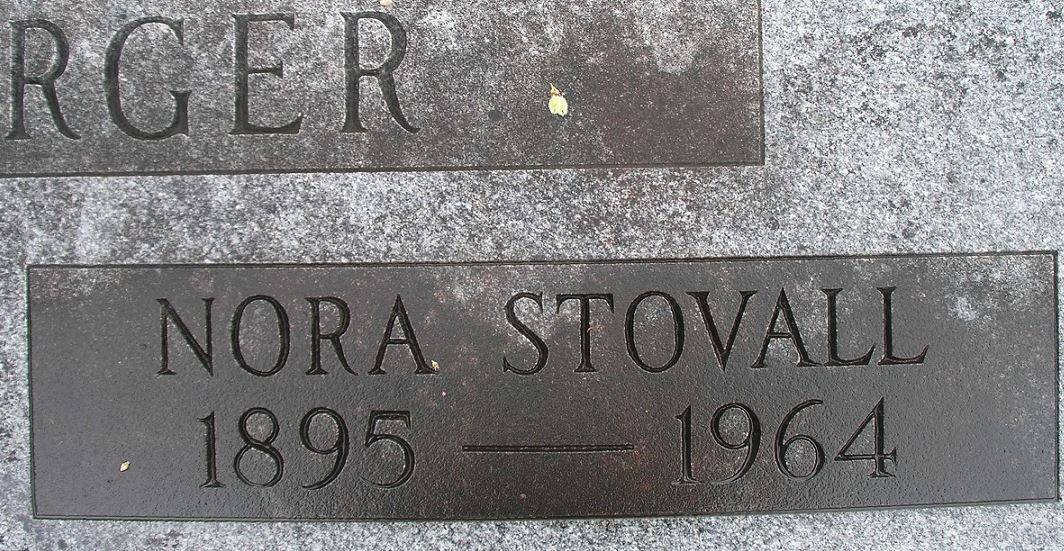 RGER
NORA STOVALL
1895 — 1964